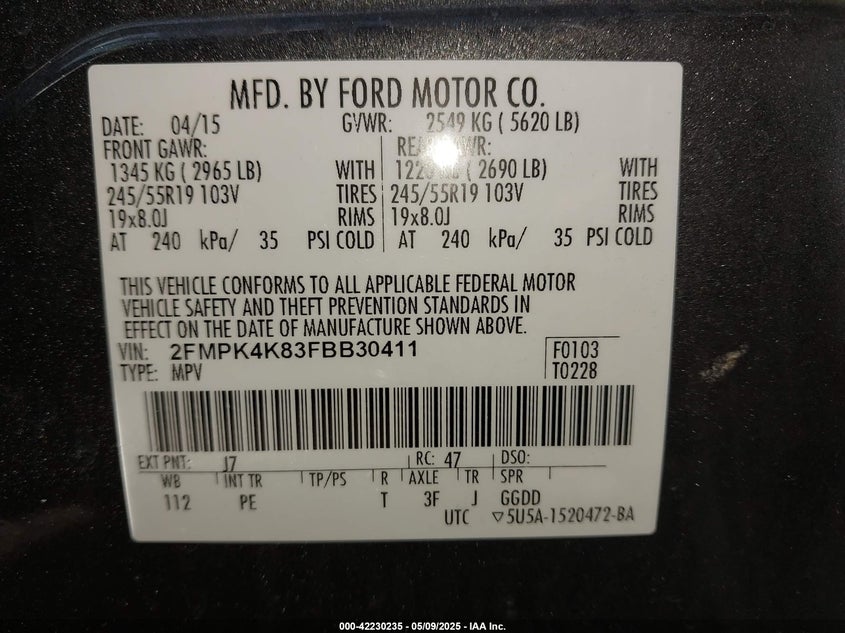 MFD. BY FORD MOTOR CO.
DATE: 04/15 GVWR: 2549 KG ( 5620 LB)
FRONT GAWR: REAR GAWR:
1345 KG ( 2965 LB) WITH ( 2690 LB) WITH
245/55R19 103V TIRES 245/55R19 103V TIRES
19x8.0J RIMS 19x8.0J RIMS
AT 240 kPa/ 35 PSI COLD AT 240 kPa/ 35 PSI COLD
THIS VEHICLE CONFORMS TO ALL APPLICABLE FEDERAL MOTOR
VEHICLE SAFETY AND THEFT PREVENTION STANDARDS IN
EFFECT ON THE DATE OF MANUFACTURE SHOWN ABOVE.
VIN: 2FMPK4K83FBB30411 F0103
TYPE: MPV T0228
EXT PNT: J7 RC: 47 DSO:
WB INT TR TP/PS R AXLE TR SPR
112 PE T 3F J GGDD
UTC ▽5U5A-1520472-BA
000-42230235 - 05/09/2025 - IAA Inc.